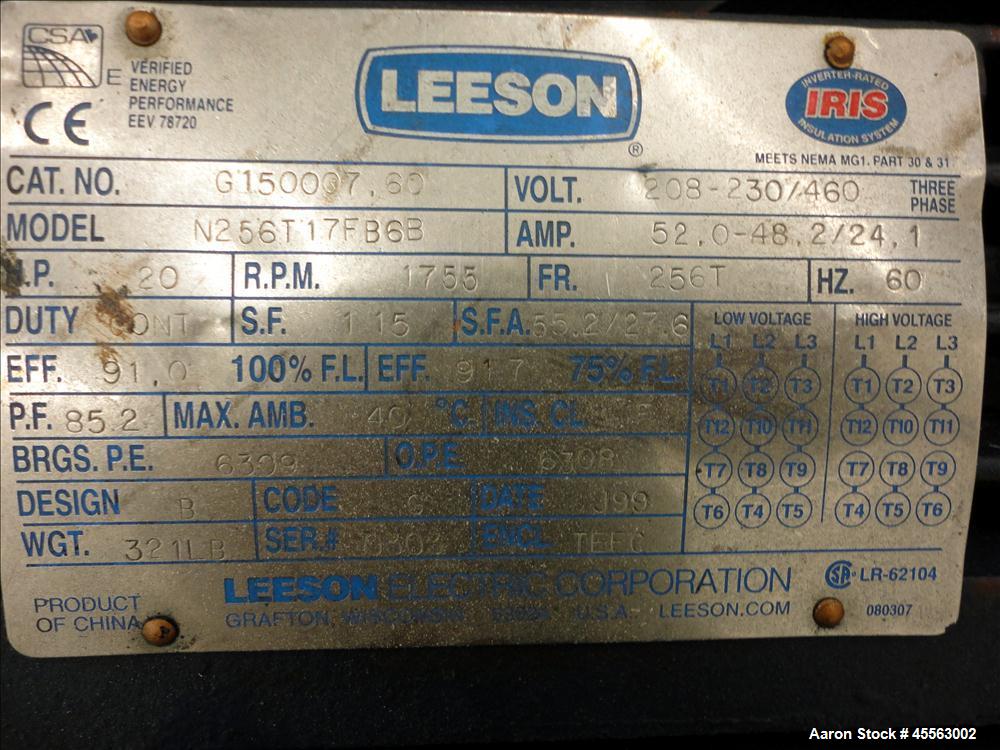 CSA
E
VERIFIED
ENERGY
PERFORMANCE
EEV 78720
CE
LEESON
®
INVERTER-RATED
IRIS
INSULATION SYSTEM
MEETS NEMA MG1. PART 30 & 31
CAT. NO. G150007.60 VOLT. 208-230/460 THREE PHASE
MODEL N256T17FB6B AMP. 52.0-48.2/24.1
H.P. 20 R.P.M. 1755 FR. 256T HZ. 60
DUTY CONT S.F. 1.15 S.F.A. 55.2/27.6
EFF. 91.0 100% F.L. EFF. 91.7 75% F.L.
P.F. 85.2 MAX. AMB. 40 °C INS. CL.
BRGS. P.E. 6309 O.P.E. 6308
DESIGN B CODE G DATE
WGT. 321LB SER.# ENCL. TEFC
LOW VOLTAGE HIGH VOLTAGE
L1 L2 L3 L1 L2 L3
T1 T2 T3 T1 T2 T3
T12 T10 T11 T12 T10 T11
T7 T8 T9 T7 T8 T9
T6 T4 T5 T4 T5 T6
PRODUCT
OF CHINA
LEESON ELECTRIC CORPORATION
GRAFTON, WISCONSIN 53024 U.S.A. LEESON.COM
LR-62104
080307
Aaron Stock # 45563002